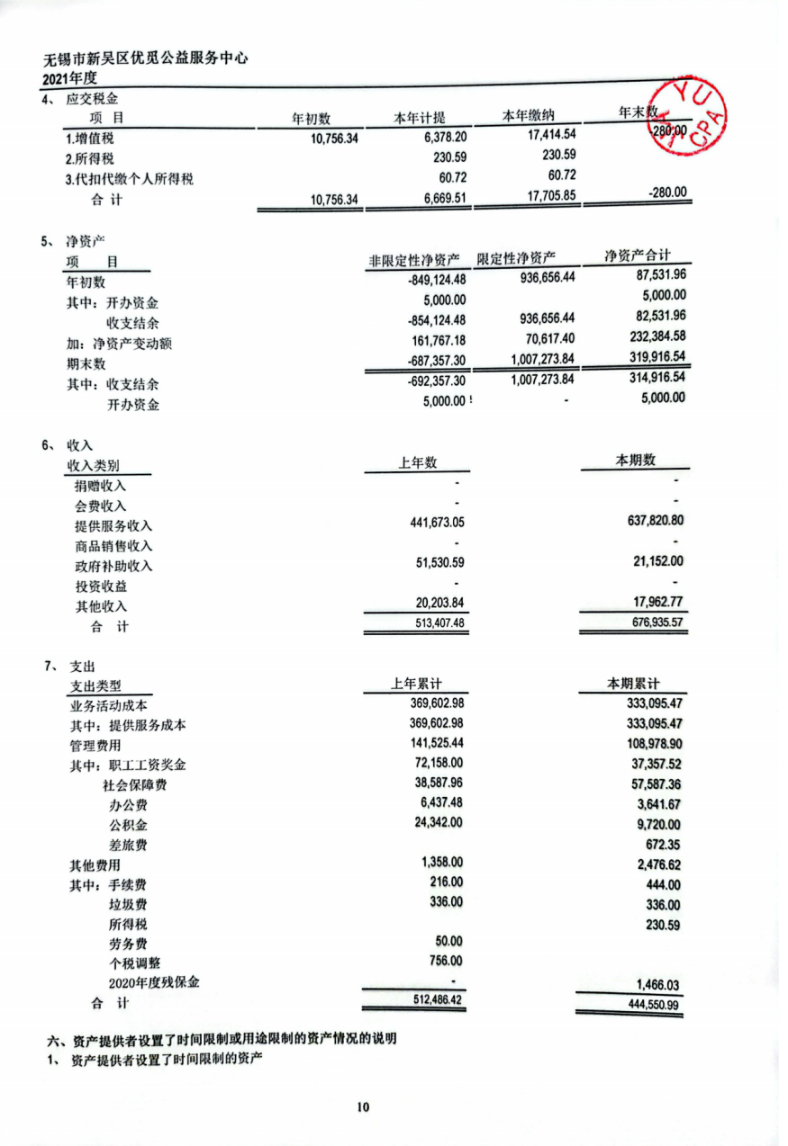 无锡市新吴区优觅公益服务中心
2021年度
4、 应交税金
项 目 年初数 本年计提 本年缴纳 年末数
1.增值税 10,756.34 6,378.20 17,414.54 -280.00
2.所得税 230.59 230.59
3.代扣代缴个人所得税 60.72 60.72
合 计 10,756.34 6,669.51 17,705.85 -280.00
YU
CPA
5、 净资产
项 目 非限定性净资产 限定性净资产 净资产合计
年初数 -849,124.48 936,656.44 87,531.96
其中：开办资金 5,000.00 5,000.00
收支结余 -854,124.48 936,656.44 82,531.96
加：净资产变动额 161,767.18 70,617.40 232,384.58
期末数 -687,357.30 1,007,273.84 319,916.54
其中：收支结余 -692,357.30 1,007,273.84 314,916.54
开办资金 5,000.00 - 5,000.00
6、 收入
收入类别 上年数 本期数
捐赠收入 - -
会费收入 - -
提供服务收入 441,673.05 637,820.80
商品销售收入 - -
政府补助收入 51,530.59 21,152.00
投资收益 - -
其他收入 20,203.84 17,962.77
合 计 513,407.48 676,935.57
7、 支出
支出类型 上年累计 本期累计
业务活动成本 369,602.98 333,095.47
其中：提供服务成本 369,602.98 333,095.47
管理费用 141,525.44 108,978.90
其中：职工工资奖金 72,158.00 37,357.52
社会保障费 38,587.96 57,587.36
办公费 6,437.48 3,641.67
公积金 24,342.00 9,720.00
差旅费 672.35
其他费用 1,358.00 2,476.62
其中：手续费 216.00 444.00
垃圾费 336.00 336.00
所得税 230.59
劳务费 50.00
个税调整 756.00
2020年度残保金 - 1,466.03
合 计 512,486.42 444,550.99
六、资产提供者设置了时间限制或用途限制的资产情况的说明
1、 资产提供者设置了时间限制的资产
10